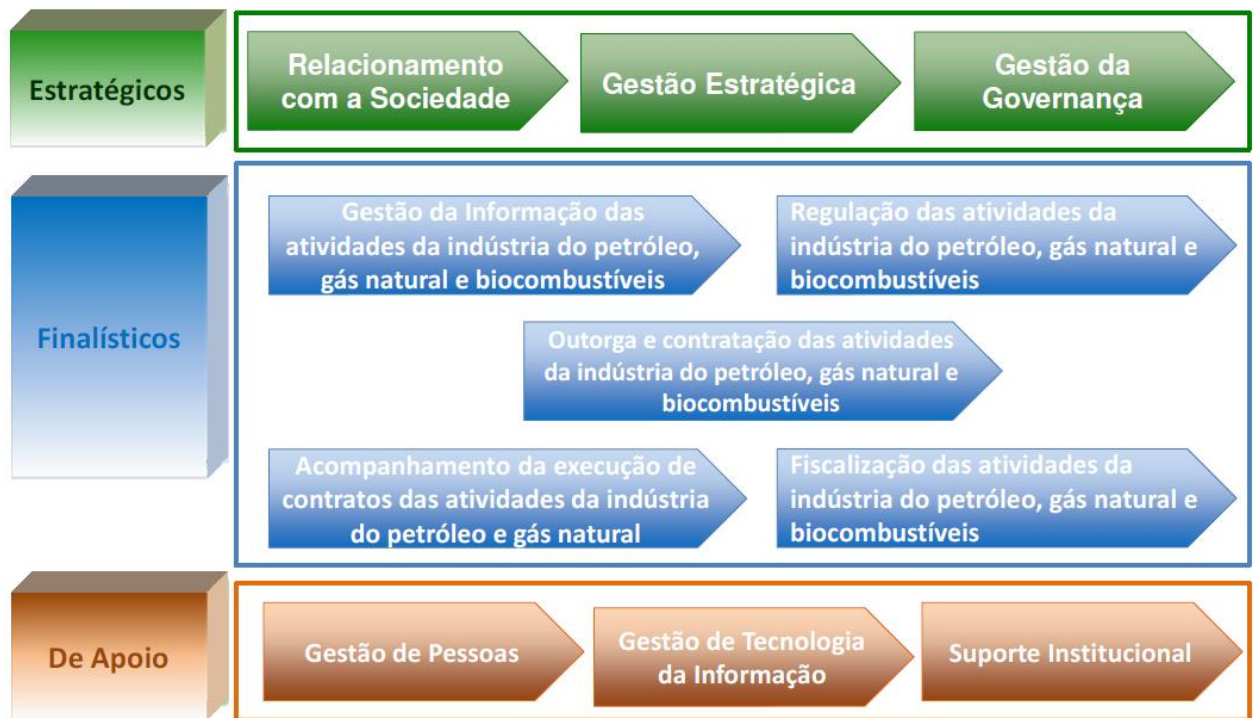 Estratégicos
Relacionamento
com a Sociedade
Gestão Estratégica
Gestão da
Governança
Finalísticos
Gestão da Informação das
atividades da indústria do petróleo,
gás natural e biocombustíveis
Regulação das atividades da
indústria do petróleo, gás natural e
biocombustíveis
Outorga e contratação das atividades
da indústria do petróleo, gás natural e
biocombustíveis
Acompanhamento da execução de
contratos das atividades da indústria
do petróleo e gás natural
Fiscalização das atividades da
indústria do petróleo, gás natural e
biocombustíveis
De Apoio
Gestão de Pessoas
Gestão de Tecnologia
da Informação
Suporte Institucional